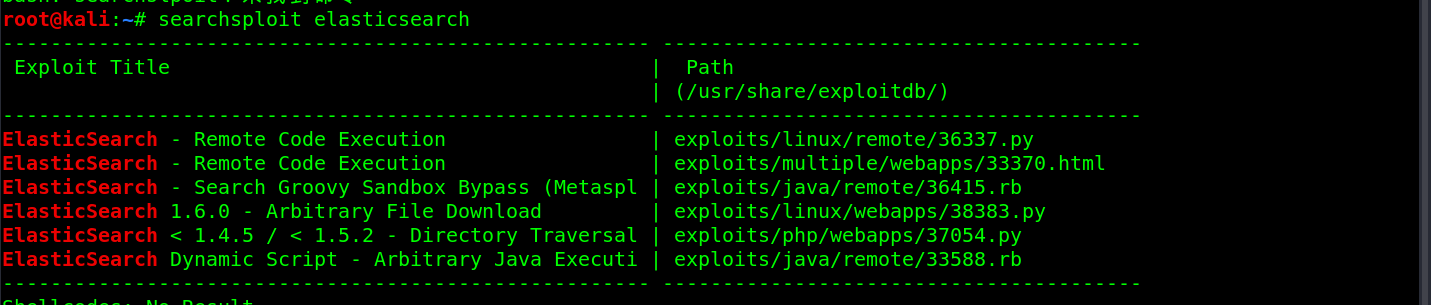 root@kali:~# searchsploit elasticsearch
------------------------------------------------------ ----------------------------------------
 Exploit Title                                        |  Path
                                                      | (/usr/share/exploitdb/)
------------------------------------------------------ ----------------------------------------
ElasticSearch - Remote Code Execution                 | exploits/linux/remote/36337.py
ElasticSearch - Remote Code Execution                 | exploits/multiple/webapps/33370.html
ElasticSearch - Search Groovy Sandbox Bypass (Metaspl | exploits/java/remote/36415.rb
ElasticSearch 1.6.0 - Arbitrary File Download         | exploits/linux/webapps/38383.py
ElasticSearch < 1.4.5 / < 1.5.2 - Directory Traversal | exploits/php/webapps/37054.py
ElasticSearch Dynamic Script - Arbitrary Java Executi | exploits/java/remote/33588.rb
------------------------------------------------------ ----------------------------------------
Shellcodes: No Result